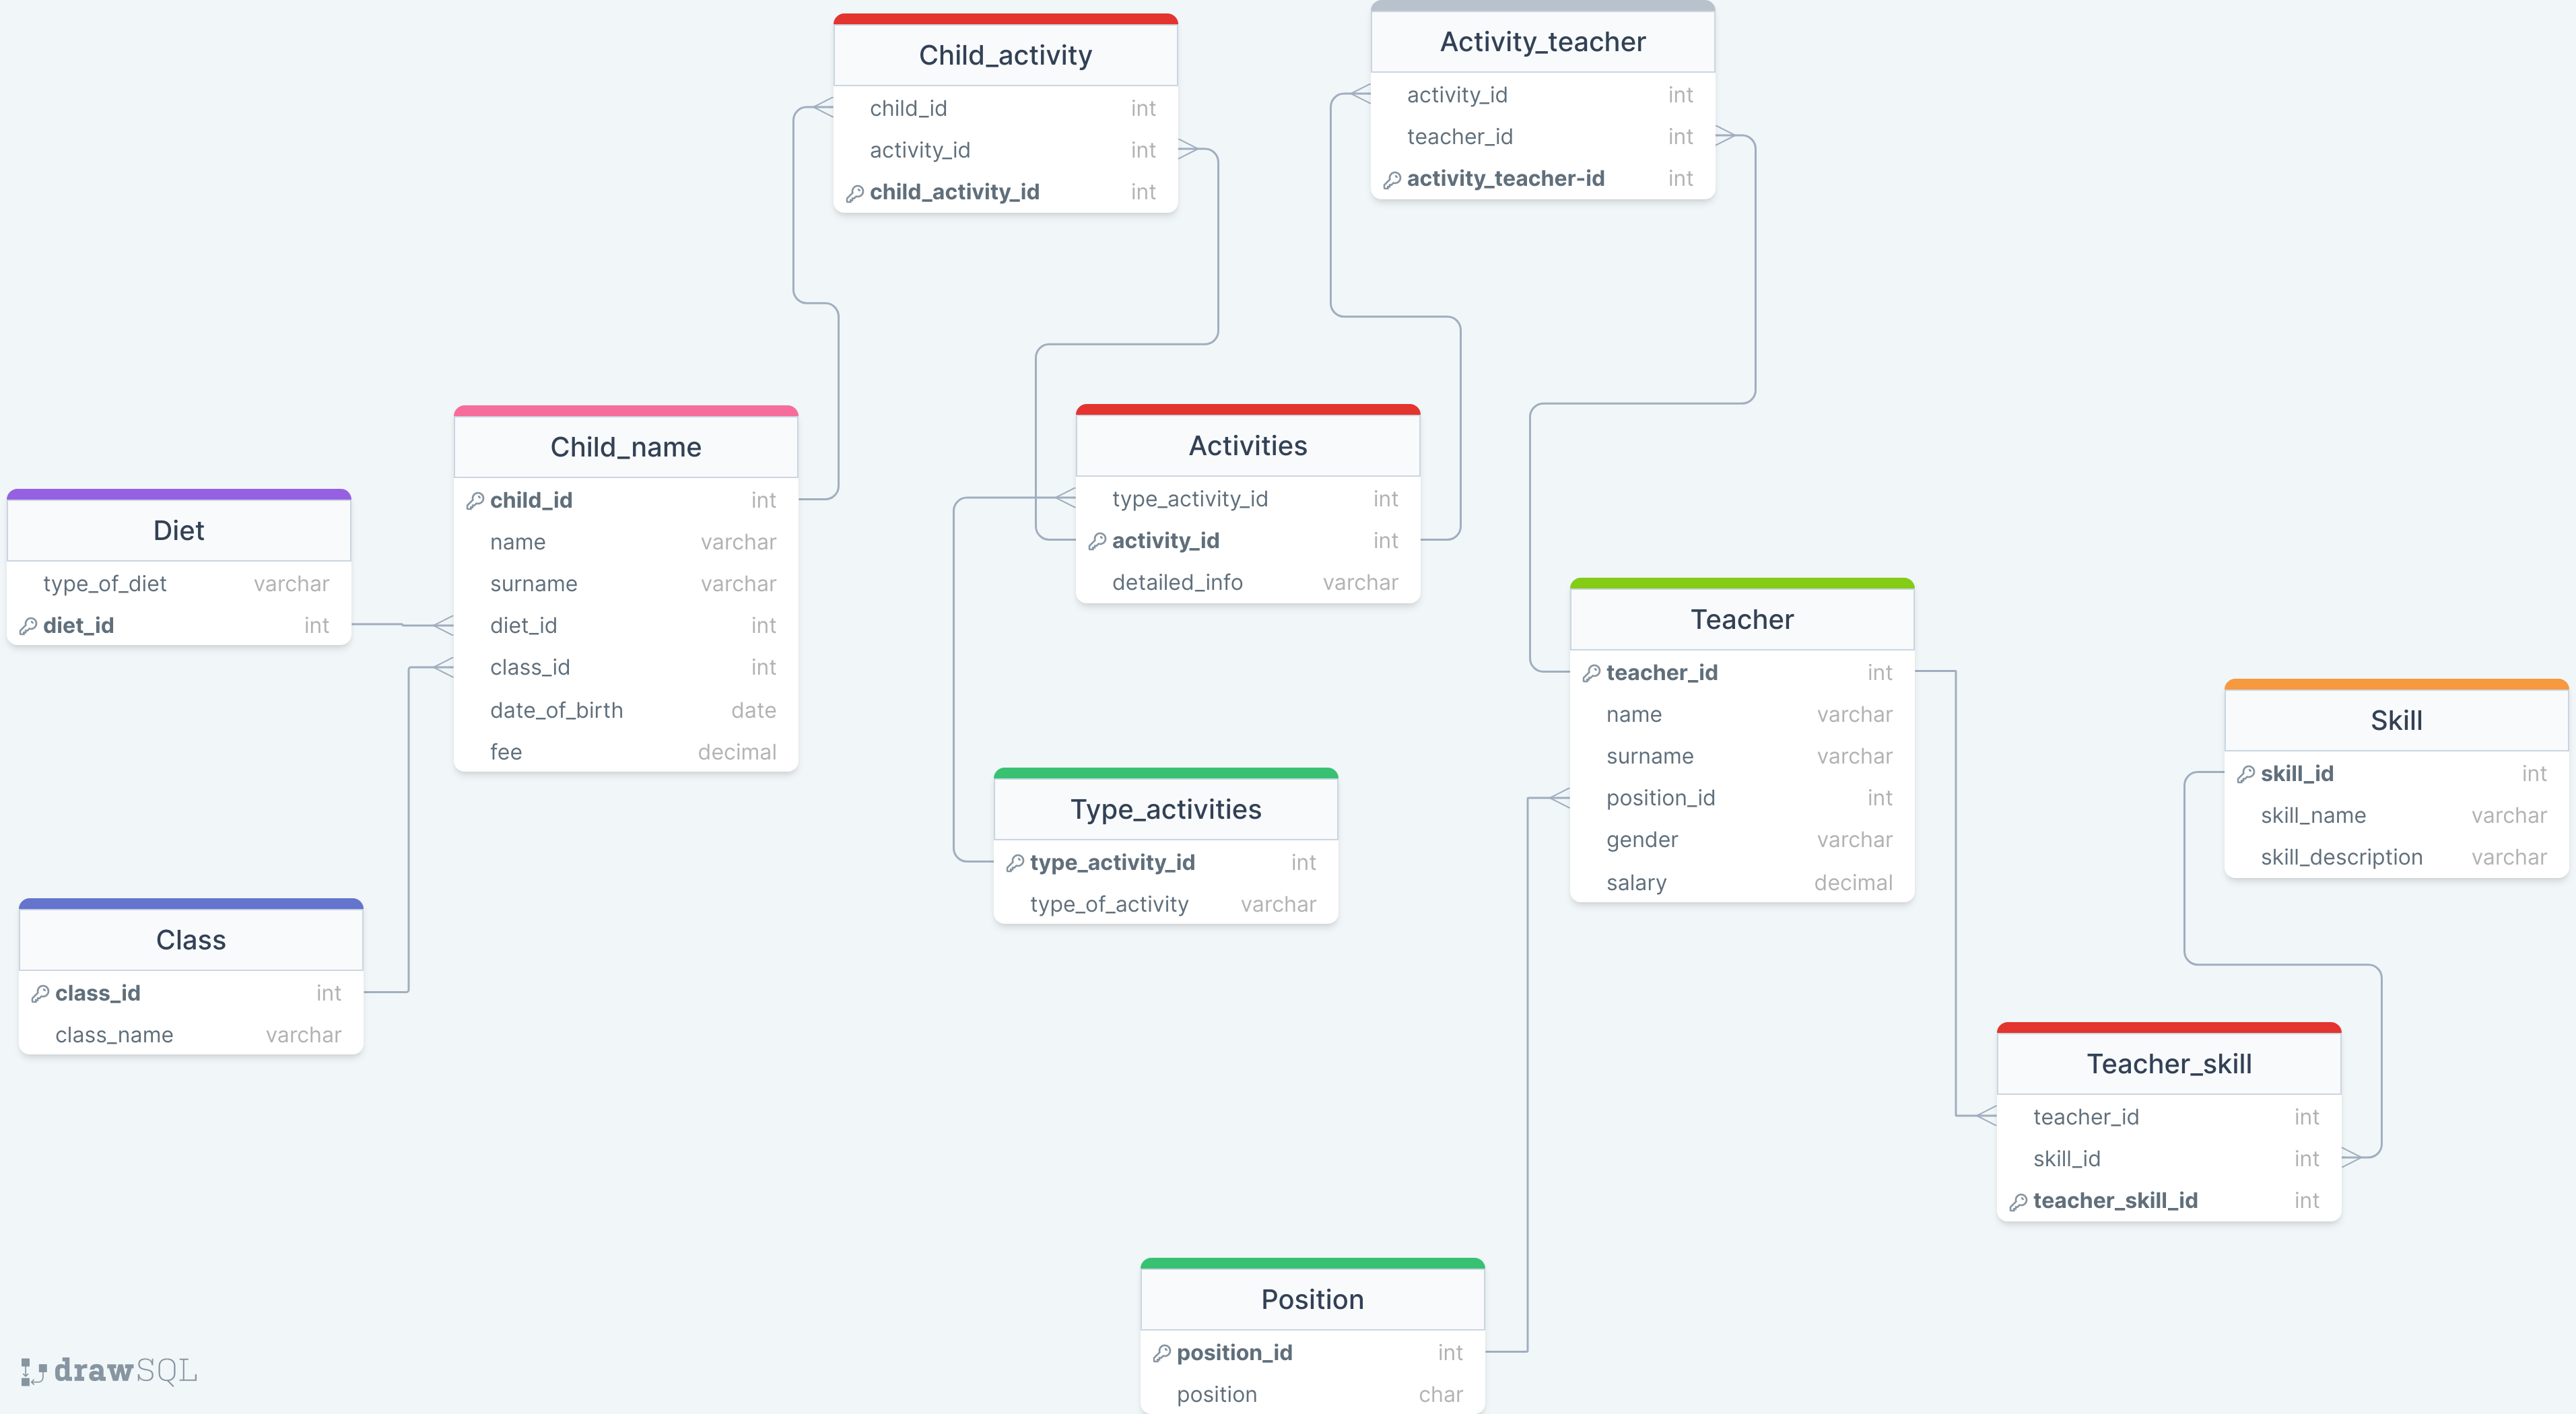 Child_activity
child_id int
activity_id int
child_activity_id int
Activity_teacher
activity_id int
teacher_id int
activity_teacher-id int
Child_name
child_id int
name varchar
surname varchar
diet_id int
class_id int
date_of_birth date
fee decimal
Activities
type_activity_id int
activity_id int
detailed_info varchar
Diet
type_of_diet varchar
diet_id int
Teacher
teacher_id int
name varchar
surname varchar
position_id int
gender varchar
salary decimal
Skill
skill_id int
skill_name varchar
skill_description varchar
Type_activities
type_activity_id int
type_of_activity varchar
Class
class_id int
class_name varchar
Teacher_skill
teacher_id int
skill_id int
teacher_skill_id int
Position
position_id int
position char
drawSQL